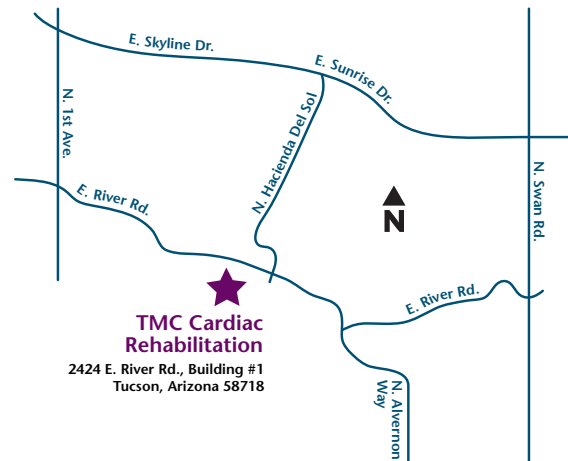 E. Skyline Dr.
E. Sunrise Dr.
N. 1st Ave.
N. Hacienda Del Sol
N. Swan Rd.
E. River Rd.
N
E. River Rd.
TMC Cardiac
Rehabilitation
2424 E. River Rd., Building #1
Tucson, Arizona 58718
N. Alvernon
Way